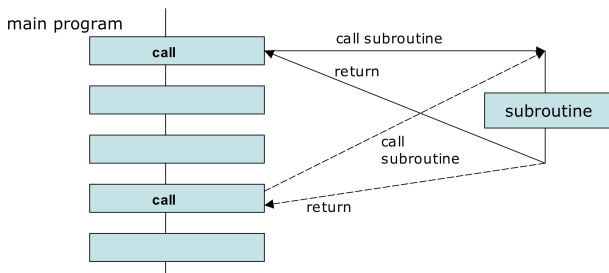 main program
call
call subroutine
return
subroutine
call
subroutine
call
return